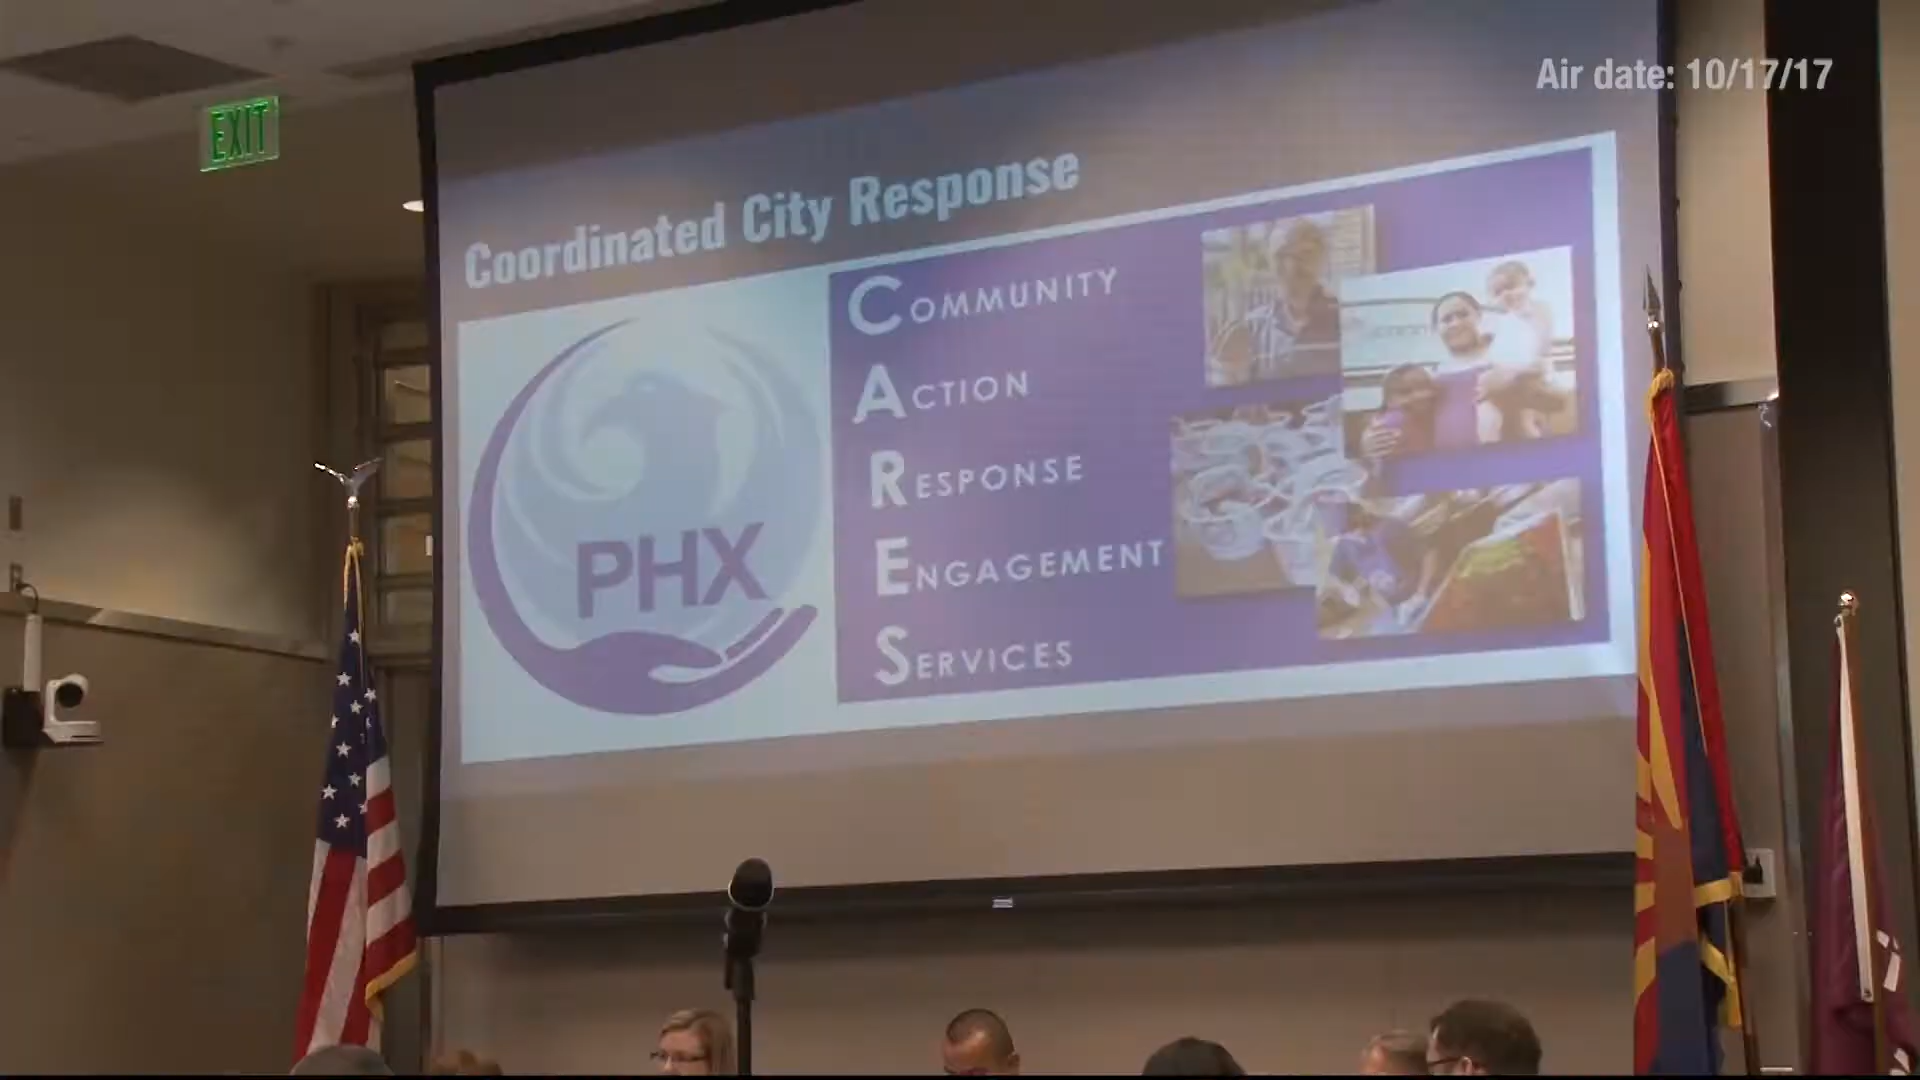 Air date: 10/17/17
EXIT
Coordinated City Response
PHX
COMMUNITY
ACTION
RESPONSE
ENGAGEMENT
SERVICES